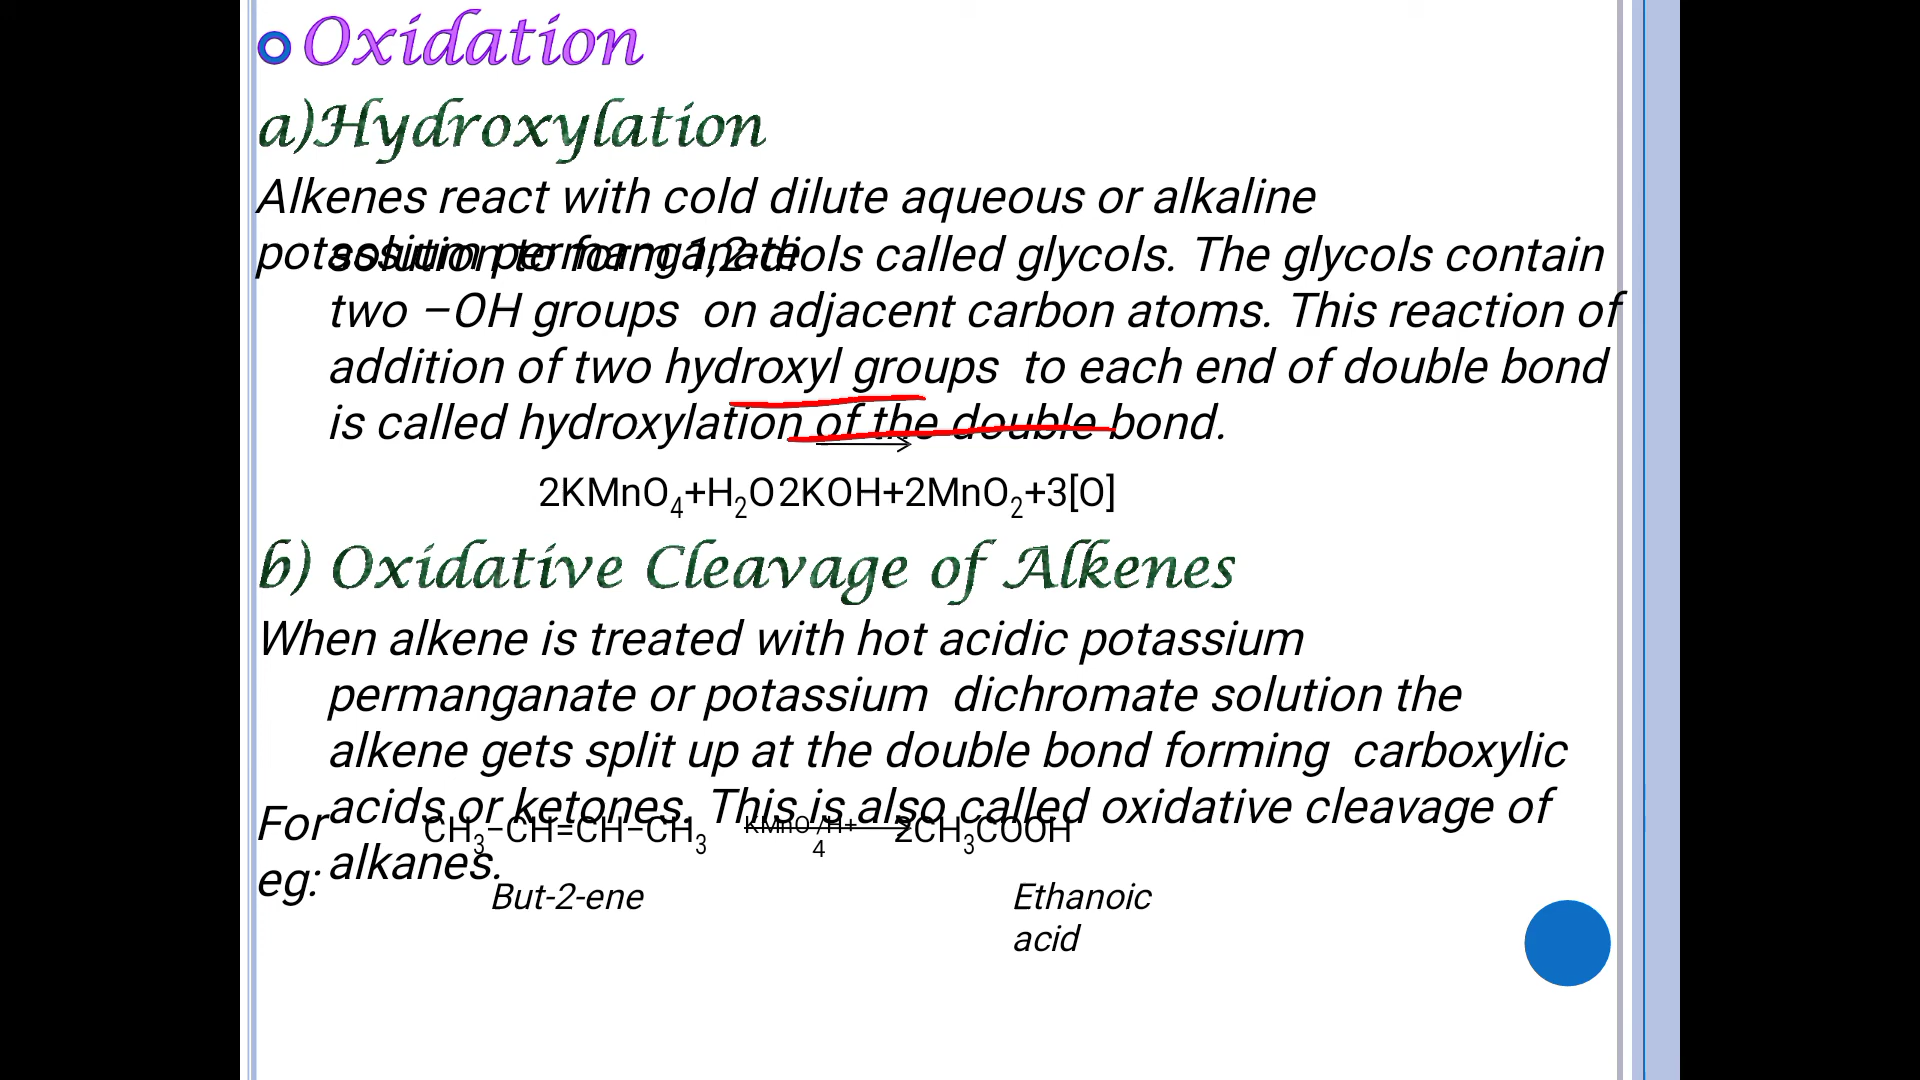 Oxidation
a)Hydroxylation
Alkenes react with cold dilute aqueous or alkaline
potassium permanganate
solution to form 1,2-diols called glycols. The glycols contain
two –OH groups on adjacent carbon atoms. This reaction of
addition of two hydroxyl groups to each end of double bond
is called hydroxylation of the double bond.
2KMnO₄+H₂O2KOH+2MnO₂+3[O]
b) Oxidative Cleavage of Alkenes
When alkene is treated with hot acidic potassium
permanganate or potassium dichromate solution the
alkene gets split up at the double bond forming carboxylic
acids or ketones. This is also called oxidative cleavage of
alkanes.
For
eg:
CH₃–CH=CH–CH₃ KMnO₄/H+ 2CH₃COOH
But-2-ene
Ethanoic
acid